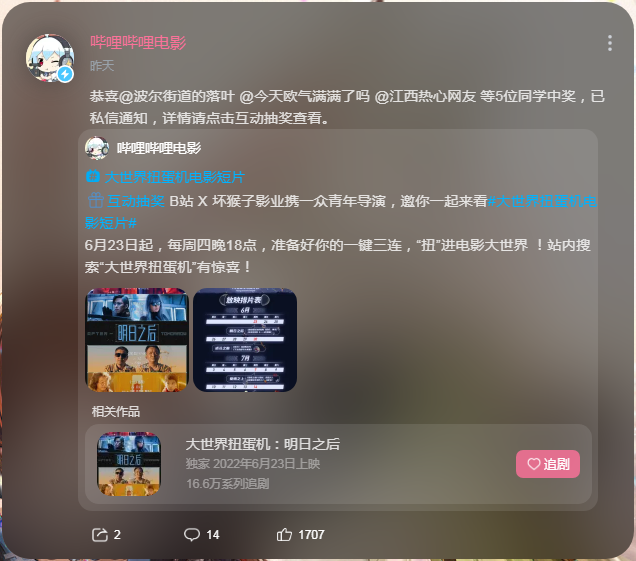 哔哩哔哩电影
昨天
恭喜@波尔街道的落叶 @今天欧气满满了吗 @江西热心网友 等5位同学中奖，已
私信通知，详情请点击互动抽奖查看。
哔哩哔哩电影
大世界扭蛋机电影短片
互动抽奖 B站 X 坏猴子影业携一众青年导演，邀你一起来看#大世界扭蛋机电
影短片#
6月23日起，每周四晚18点，准备好你的一键三连，“扭”进电影大世界 ！站内搜
索“大世界扭蛋机”有惊喜！
明日之后
TOMORROW
放映排片表
6月
7月
相关作品
明日之后
大世界扭蛋机：明日之后
独家 2022年6月23日上映
16.6万系列追剧
追剧
2
14
1707